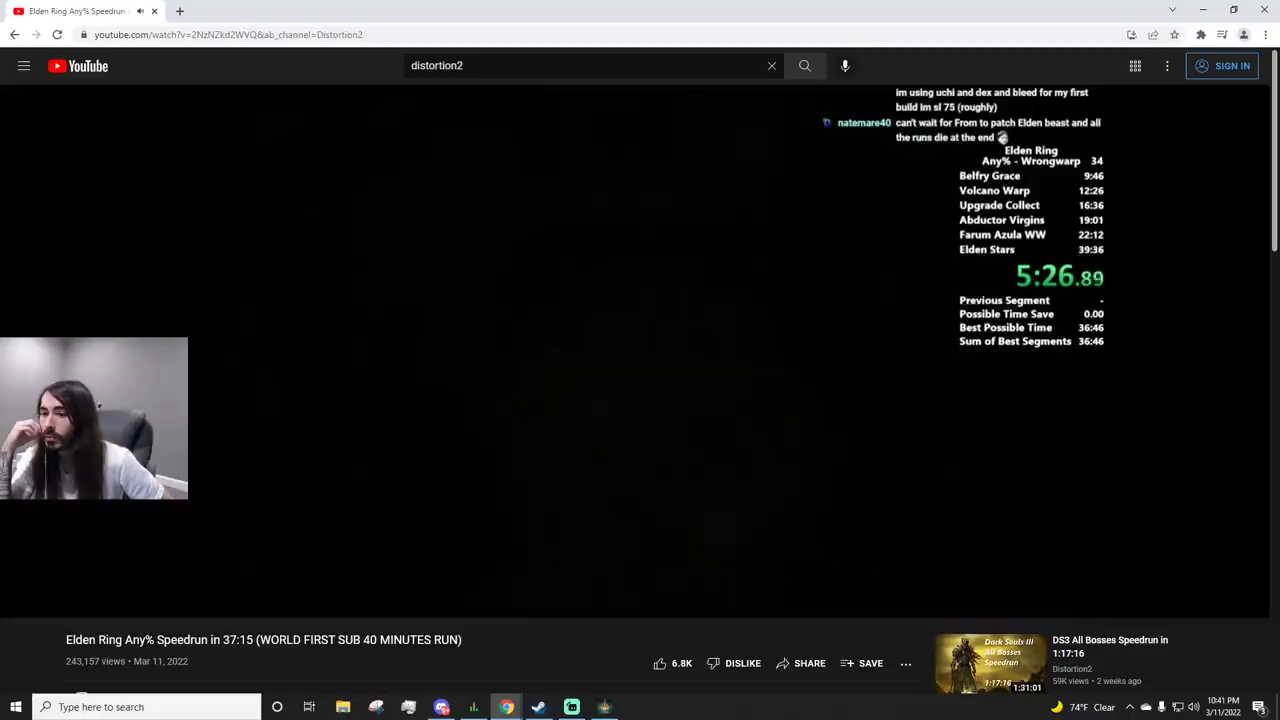 Elden Ring Any% Speedrun
youtube.com/watch?v=2NzNZkd2WVQ&ab_channel=Distortion2
YouTube
distortion2
SIGN IN
im using uchi and dex and bleed for my first
build im sl 75 (roughly)
natemare40 can't wait for From to patch Elden beast and all
the runs die at the end
Elden Ring
Any% - Wrongwarp 34
Belfry Grace 9:46
Volcano Warp 12:26
Upgrade Collect 16:36
Abductor Virgins 19:01
Farum Azula WW 22:12
Elden Stars 39:36
5:26.89
Previous Segment -
Possible Time Save 0.00
Best Possible Time 36:46
Sum of Best Segments 36:46
Elden Ring Any% Speedrun in 37:15 (WORLD FIRST SUB 40 MINUTES RUN)
243,157 views • Mar 11, 2022
6.8K DISLIKE SHARE SAVE
Dark Souls III
All Bosses
Speedrun
1:17:16
1:31:01
DS3 All Bosses Speedrun in
1:17:16
Distortion2
59K views • 2 weeks ago
Type here to search
74°F Clear
10:41 PM
3/11/2022